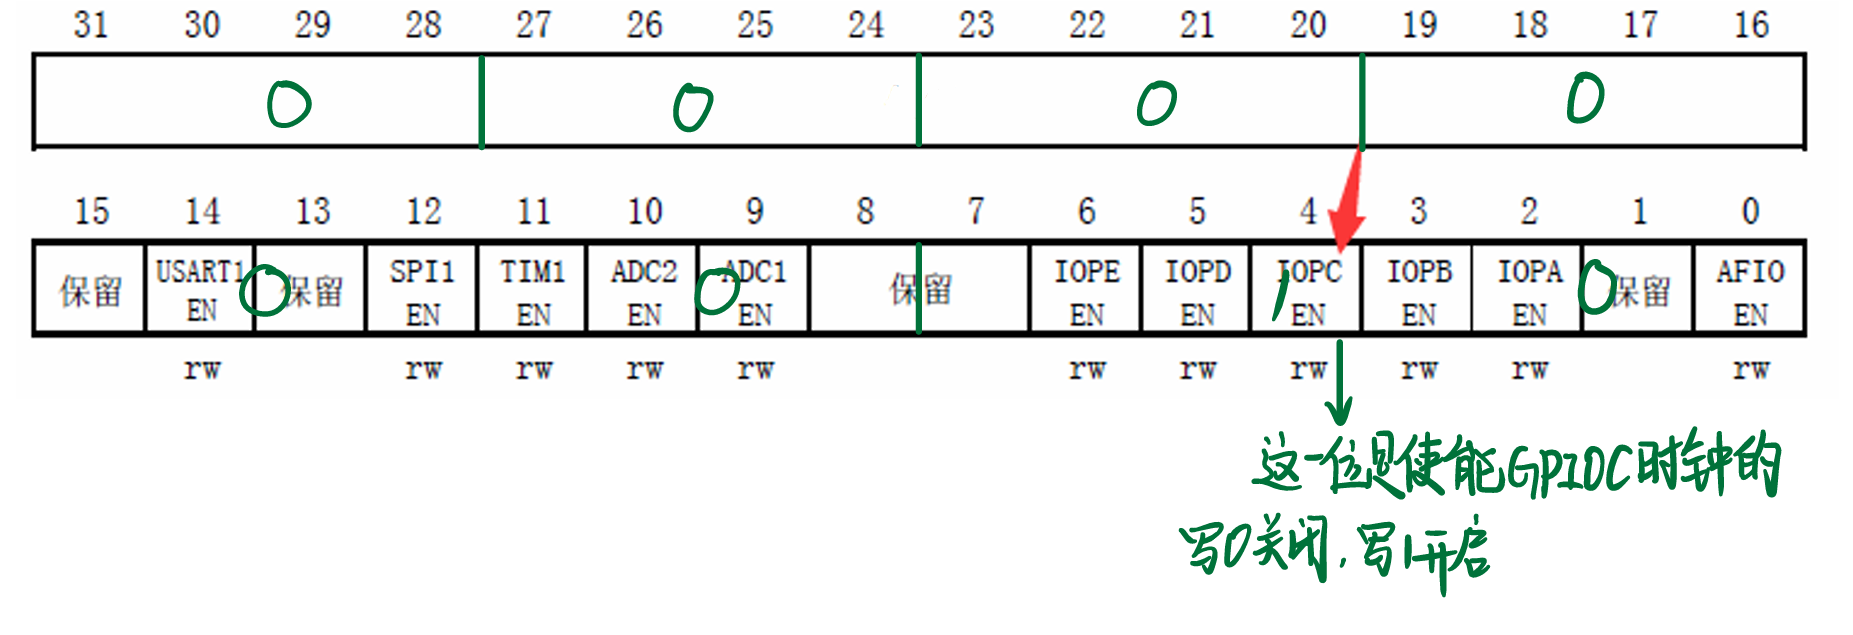 31 30 29 28 27 26 25 24 23 22 21 20 19 18 17 16
0 0 0 0
15 14 13 12 11 10 9 8 7 6 5 4 3 2 1 0
保留 USART1 EN 0 保留 SPI1 EN TIM1 EN ADC2 EN 0 ADC1 EN 保留 IOPE EN IOPD EN 1 IOPC EN IOPB EN IOPA EN 0 保留 AFIO EN
rw rw rw rw rw rw rw rw rw rw rw
这一位是使能GPIOC时钟的
写0关闭,写1开启